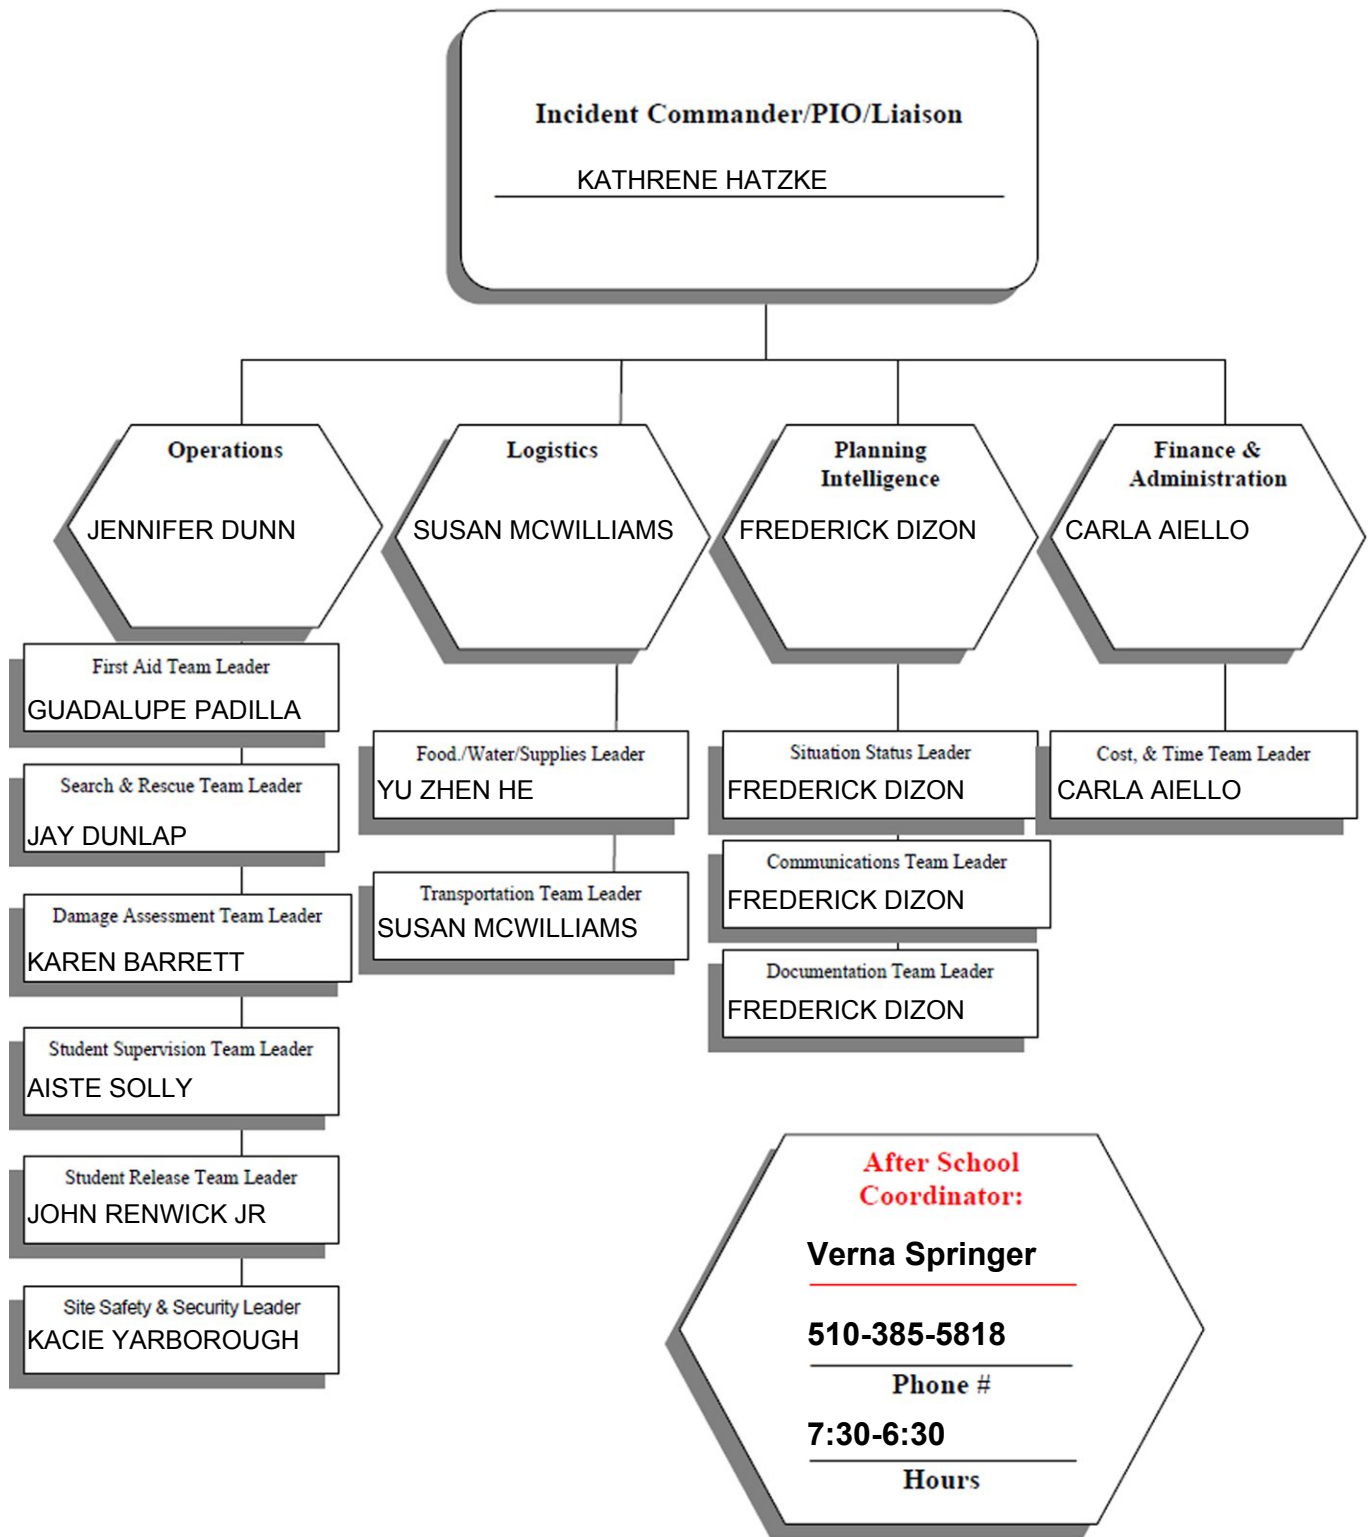 Incident Commander/PIO/Liaison
KATHRENE HATZKE
Operations
JENNIFER DUNN
Logistics
SUSAN MCWILLIAMS
Planning
Intelligence
FREDERICK DIZON
Finance &
Administration
CARLA AIELLO
First Aid Team Leader
GUADALUPE PADILLA
Search & Rescue Team Leader
JAY DUNLAP
Damage Assessment Team Leader
KAREN BARRETT
Student Supervision Team Leader
AISTE SOLLY
Student Release Team Leader
JOHN RENWICK JR
Site Safety & Security Leader
KACIE YARBOROUGH
Food./Water/Supplies Leader
YU ZHEN HE
Transportation Team Leader
SUSAN MCWILLIAMS
Situation Status Leader
FREDERICK DIZON
Communications Team Leader
FREDERICK DIZON
Documentation Team Leader
FREDERICK DIZON
Cost, & Time Team Leader
CARLA AIELLO
After School
Coordinator:
Verna Springer
510-385-5818
Phone #
7:30-6:30
Hours